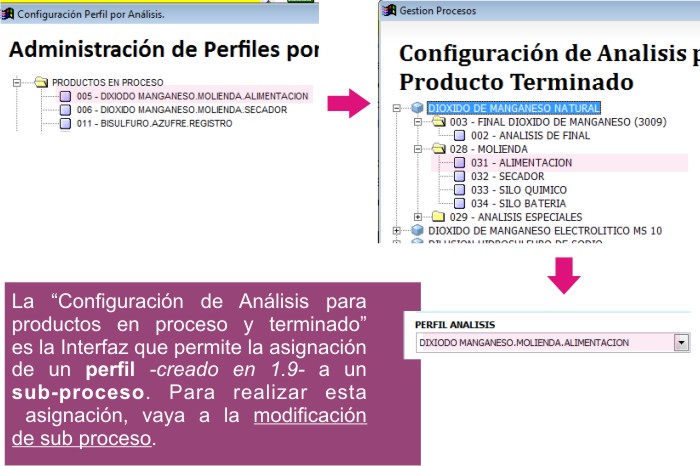 Configuración Perfil por Análisis.
Administración de Perfiles por
PRODUCTOS EN PROCESO
005 - DIXIODO MANGANESO.MOLIENDA.ALIMENTACION
006 - DIOXIDO MANGANESO.MOLIENDA.SECADOR
011 - BISULFURO.AZUFRE.REGISTRO
Gestion Procesos
Configuración de Analisis p
Producto Terminado
DIOXIDO DE MANGANESO NATURAL
003 - FINAL DIOXIDO DE MANGANESO (3009)
002 - ANALISIS DE FINAL
028 - MOLIENDA
031 - ALIMENTACION
032 - SECADOR
033 - SILO QUIMICO
034 - SILO BATERIA
029 - ANALISIS ESPECIALES
DIOXIDO DE MANGANESO ELECTROLITICO MS 10
DILUSION HIDROSULFURO DE SODIO
PERFIL ANALISIS
DIXIODO MANGANESO.MOLIENDA.ALIMENTACION
La “Configuración de Análisis para
productos en proceso y terminado”
es la Interfaz que permite la asignación
de un perfil -creado en 1.9- a un
sub-proceso. Para realizar esta
asignación, vaya a la modificación
de sub proceso.